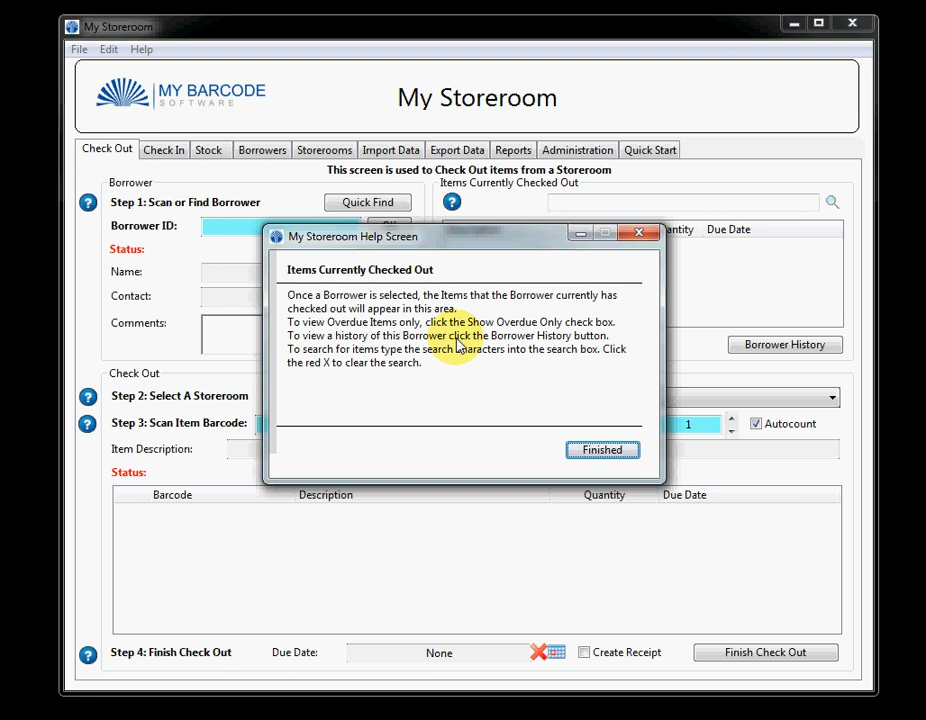 My Storeroom
File Edit Help
MY BARCODE
SOFTWARE
My Storeroom
Check Out Check In Stock Borrowers Storerooms Import Data Export Data Reports Administration Quick Start
This screen is used to Check Out items from a Storeroom
Borrower
Items Currently Checked Out
? Step 1: Scan or Find Borrower Quick Find ?
Borrower ID:
Due Date
Status:
Name:
Contact:
Comments:
Borrower History
My Storeroom Help Screen
Items Currently Checked Out
Once a Borrower is selected, the Items that the Borrower currently has
checked out will appear in this area.
To view Overdue Items only, click the Show Overdue Only check box.
To view a history of this Borrower click the Borrower History button.
To search for items type the search characters into the search box. Click
the red X to clear the search.
Finished
Check Out
? Step 2: Select A Storeroom
? Step 3: Scan Item Barcode: 1 Autocount
Item Description:
Status:
Barcode Description Quantity Due Date
? Step 4: Finish Check Out Due Date: None Create Receipt Finish Check Out